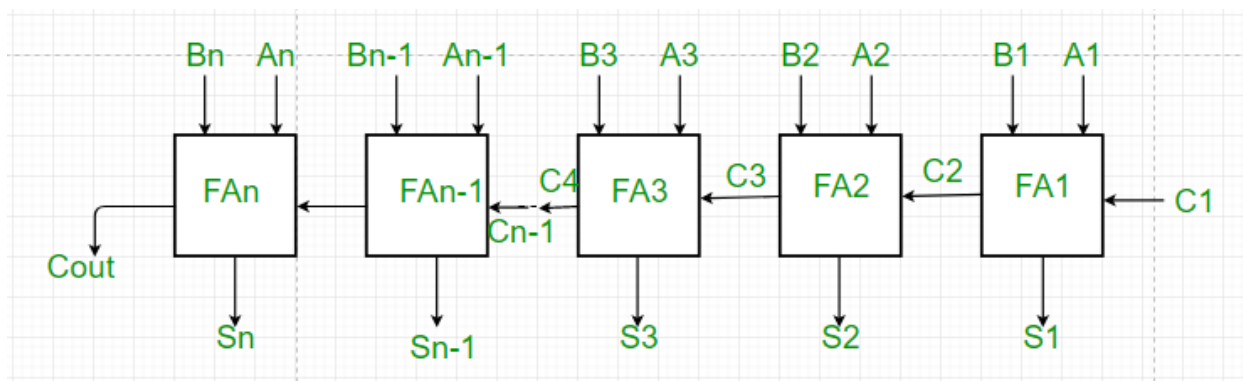 Bn An Bn-1 An-1 B3 A3 B2 A2 B1 A1
FAn FAn-1 C4 FA3 C3 FA2 C2 FA1 C1
Cn-1
Cout
Sn Sn-1 S3 S2 S1